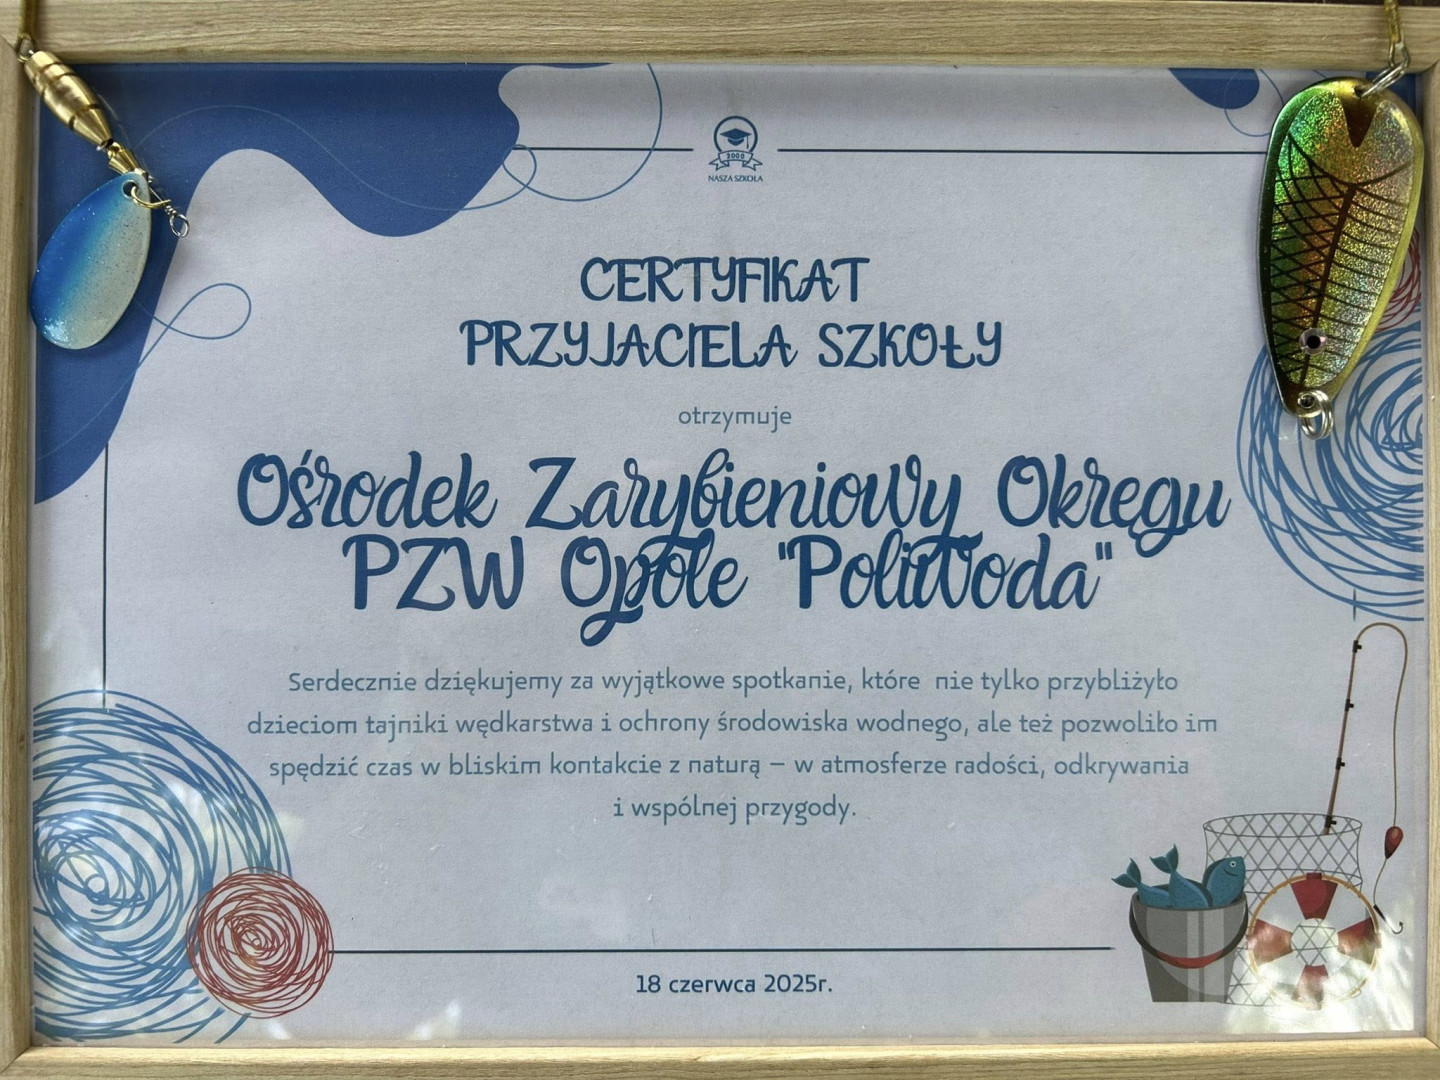 2000
NASZA SZKOŁA
CERTYFIKAT
PRZYJACIELA SZKOŁY
otrzymuje
Ośrodek Zarybieniowy Okręgu
PZW Opole "Poliwoda"
Serdecznie dziękujemy za wyjątkowe spotkanie, które nie tylko przybliżyło
dzieciom tajniki wędkarstwa i ochrony środowiska wodnego, ale też pozwoliło im
spędzić czas w bliskim kontakcie z naturą – w atmosferze radości, odkrywania
i wspólnej przygody.
18 czerwca 2025r.